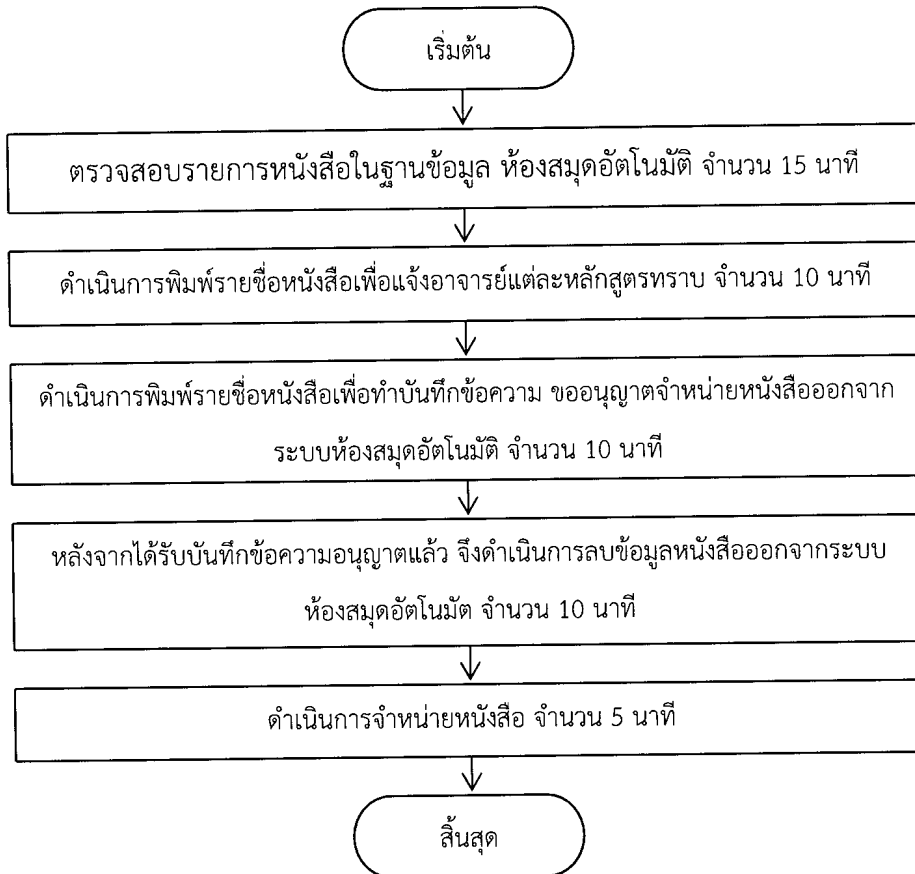 เริ่มต้น
ตรวจสอบรายการหนังสือในฐานข้อมูล ห้องสมุดอัตโนมัติ จำนวน 15 นาที
ดำเนินการพิมพ์รายชื่อหนังสือเพื่อแจ้งอาจารย์แต่ละหลักสูตรทราบ จำนวน 10 นาที
ดำเนินการพิมพ์รายชื่อหนังสือเพื่อทำบันทึกข้อความ ขออนุญาตจำหน่ายหนังสือออกจาก
ระบบห้องสมุดอัตโนมัติ จำนวน 10 นาที
หลังจากได้รับบันทึกข้อความอนุญาตแล้ว จึงดำเนินการลบข้อมูลหนังสือออกจากระบบ
ห้องสมุดอัตโนมัต จำนวน 10 นาที
ดำเนินการจำหน่ายหนังสือ จำนวน 5 นาที
สิ้นสุด